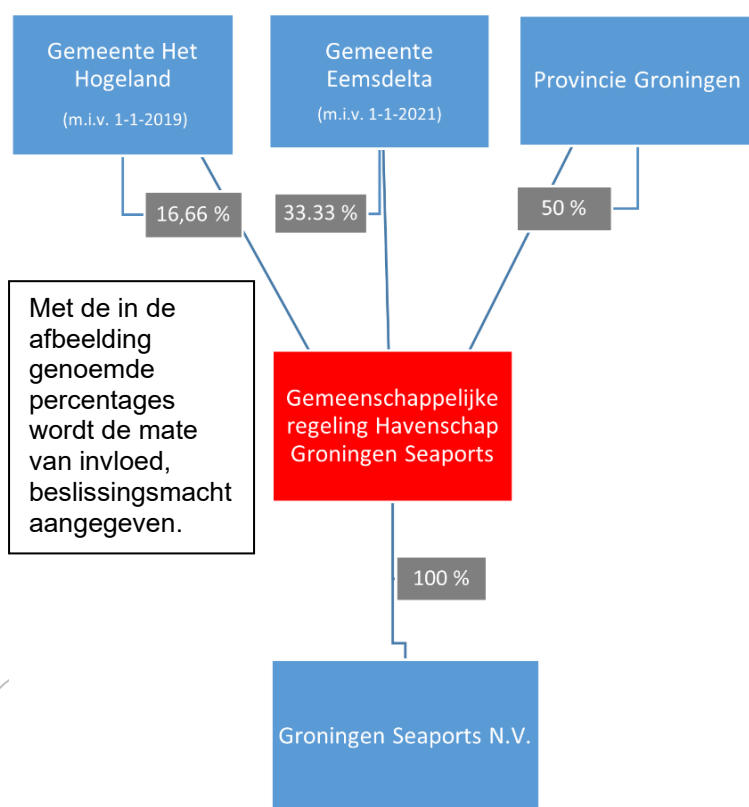 Gemeente Het
Hogeland
(m.i.v. 1-1-2019)
Gemeente
Eemsdelta
(m.i.v. 1-1-2021)
Provincie Groningen
16,66 %
33.33 %
50 %
Met de in de
afbeelding
genoemde
percentages
wordt de mate
van invloed,
beslissingsmacht
aangegeven.
Gemeenschappelijke
regeling Havenschap
Groningen Seaports
100 %
Groningen Seaports N.V.